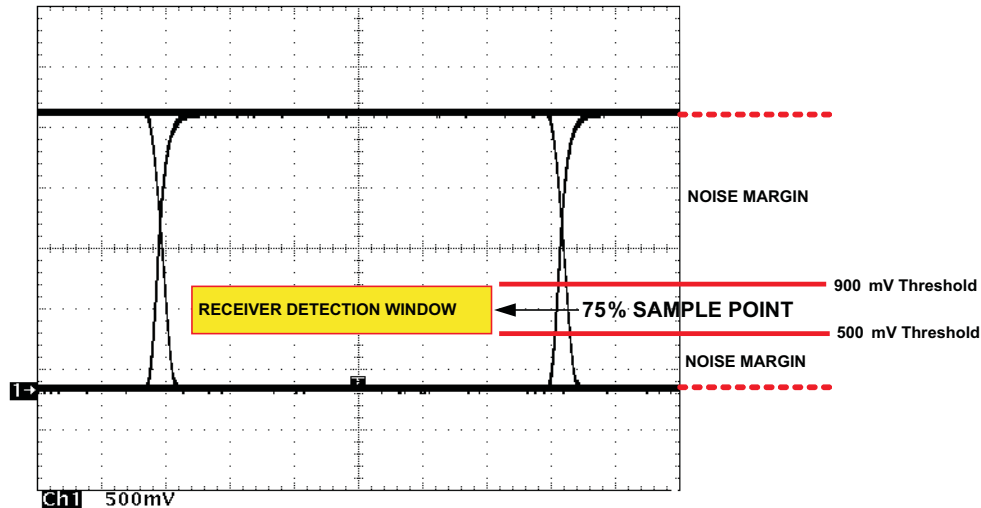 NOISE MARGIN
900 mV Threshold
RECEIVER DETECTION WINDOW
75% SAMPLE POINT
500 mV Threshold
NOISE MARGIN
1
T
Ch1 500mV